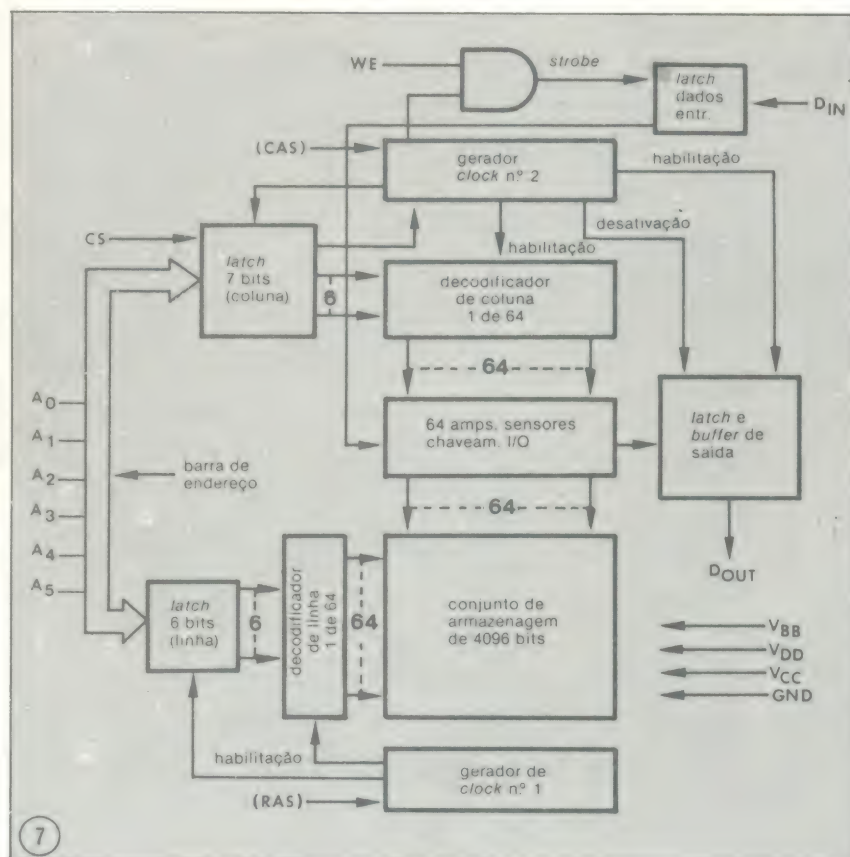 WE
strobe
latch
dados
entr.
DIN
(CAS)
gerador
clock n.º 2
habilitação
desativação
CS
latch
7 bits
(coluna)
habilitação
6
decodificador
de coluna
1 de 64
64
A0
A1
A2
A3
A4
A5
barra de
endereço
64 amps. sensores
chaveam. I/O
latch e
buffer de
saída
64
DOUT
latch
6 bits
(linha)
6
decodificador
de linha
1 de 64
64
conjunto de
armazenagem
de 4096 bits
VBB
VDD
VCC
GND
habilitação
(RAS)
gerador de
clock n.º 1
7